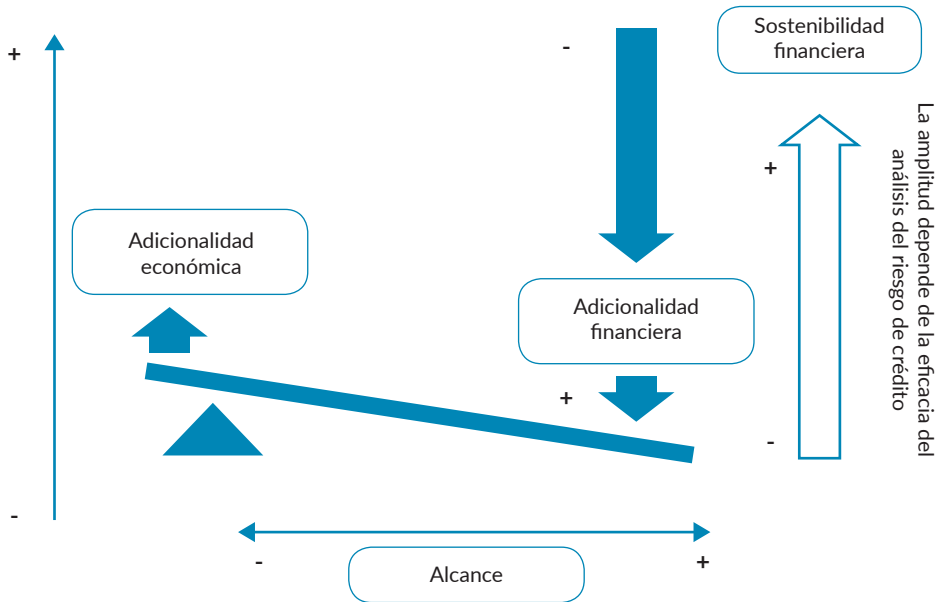 Sostenibilidad
financiera
+
-
+
La amplitud depende de la eficacia del
análisis del riesgo de crédito
Adicionalidad
económica
Adicionalidad
financiera
+
-
-
-
+
Alcance